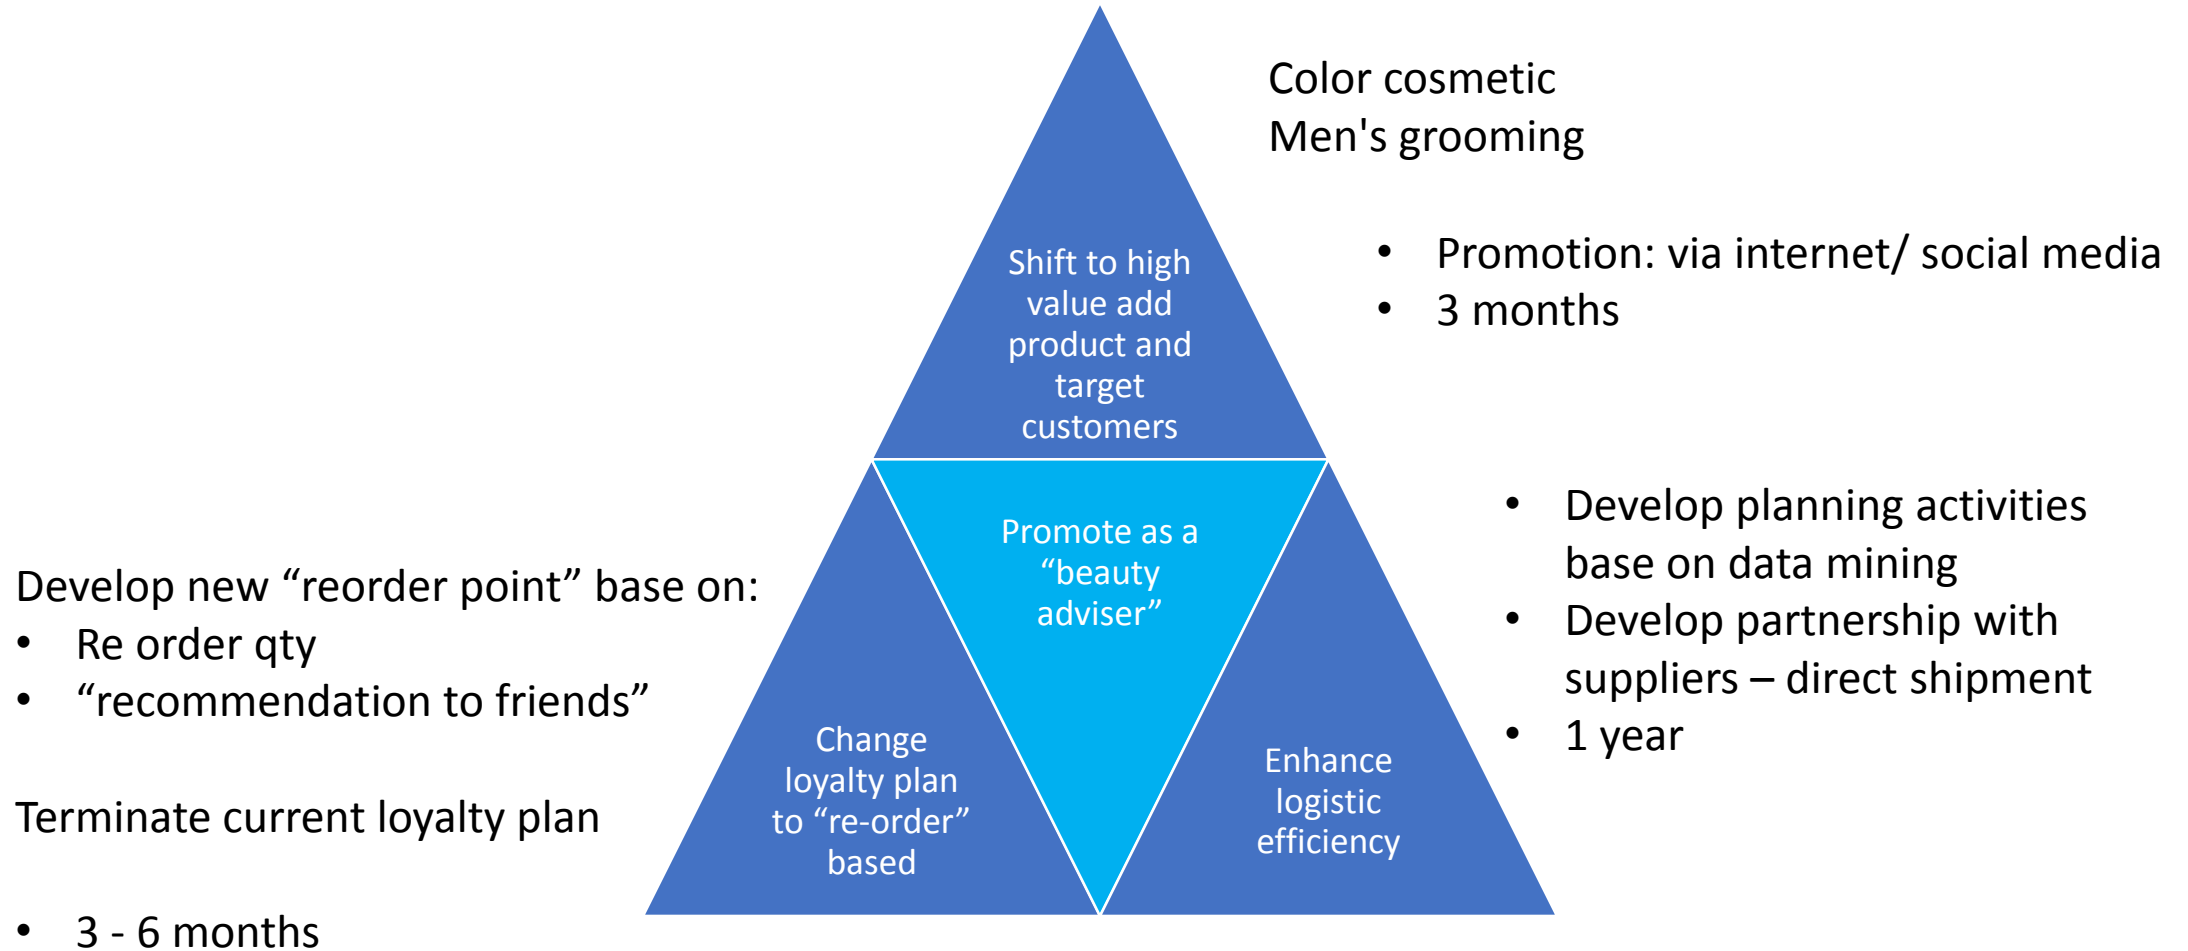 Color cosmetic
Men's grooming
• Promotion: via internet/ social media
• 3 months
Shift to high
value add
product and
target
customers
Promote as a
“beauty
adviser”
• Develop planning activities
base on data mining
• Develop partnership with
suppliers – direct shipment
• 1 year
Develop new “reorder point” base on:
• Re order qty
• “recommendation to friends”
Terminate current loyalty plan
• 3 - 6 months
Change
loyalty plan
to “re-order”
based
Enhance
logistic
efficiency